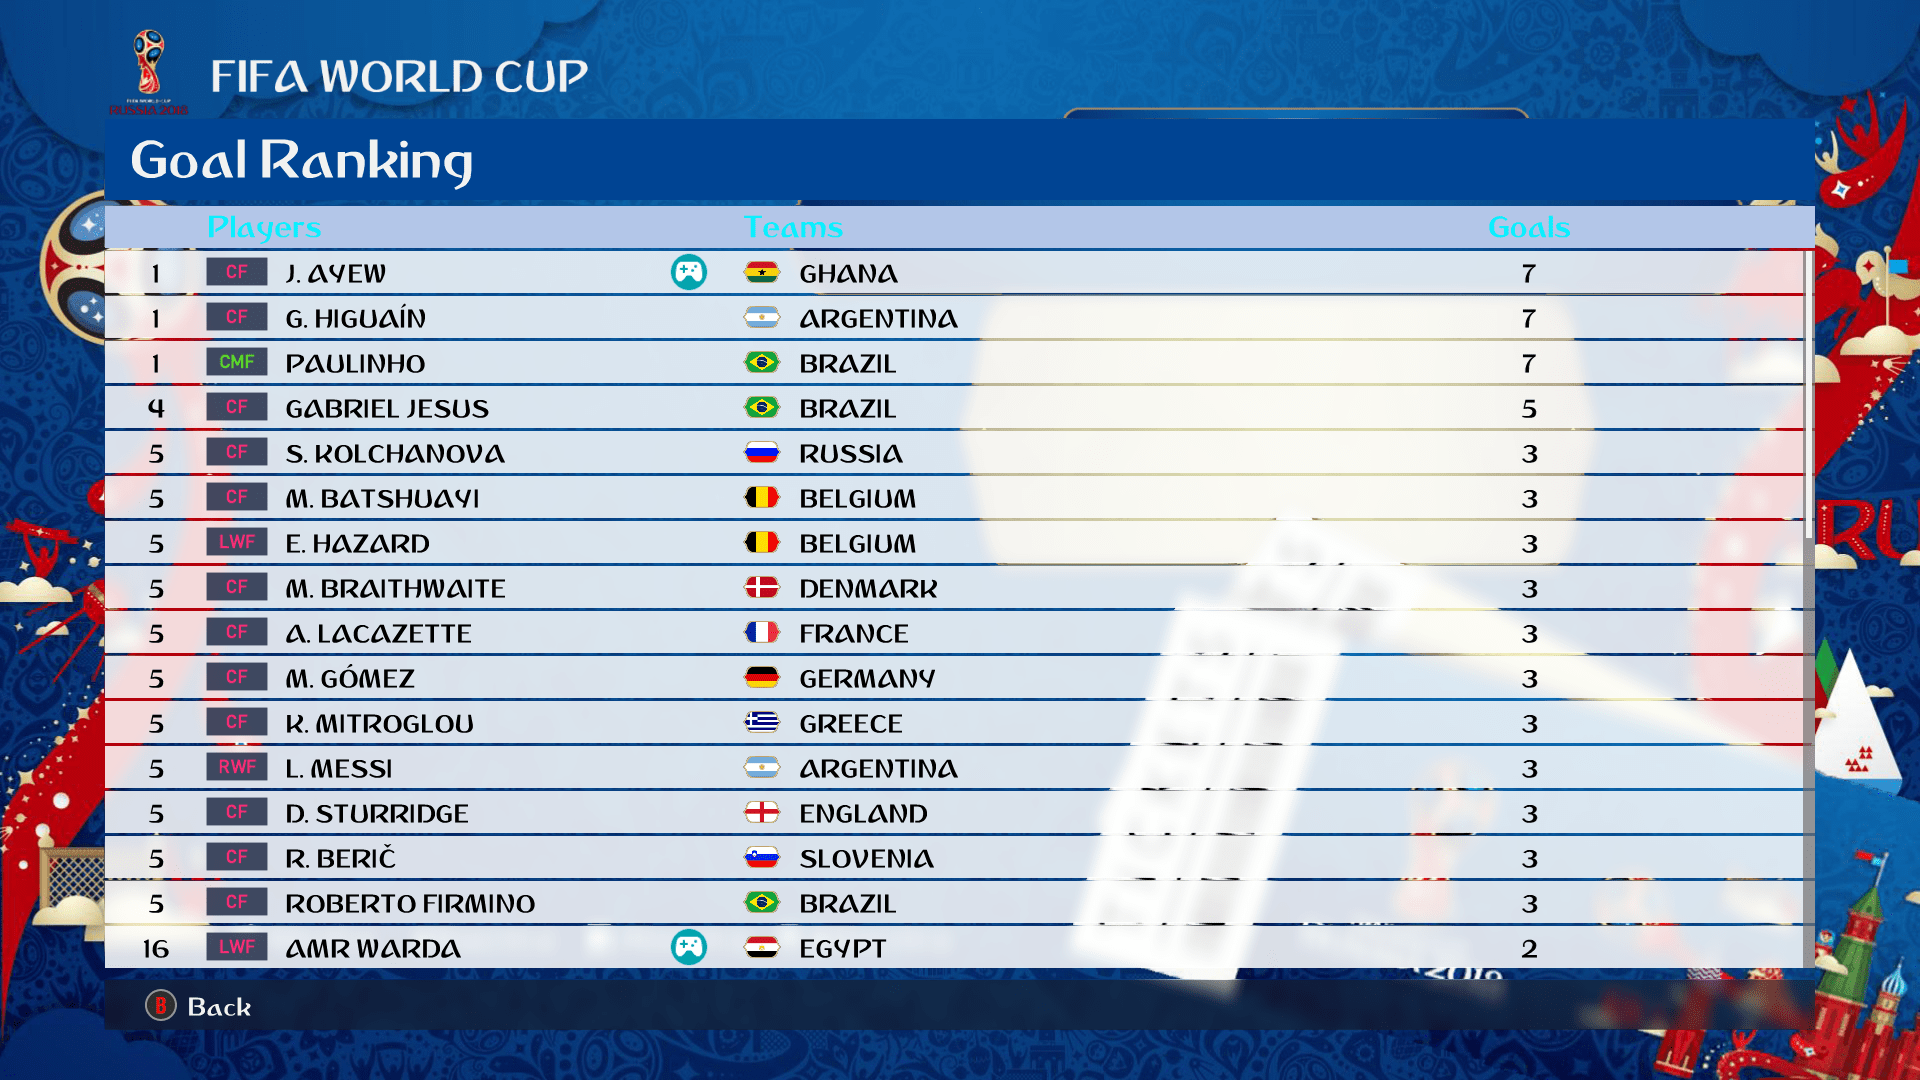 FIFA WORLD CUP
RUSSIA 2018
Goal Ranking
Players Teams Goals
1 CF J. AYEW GHANA 7
1 CF G. HIGUAÍN ARGENTINA 7
1 CMF PAULINHO BRAZIL 7
4 CF GABRIEL JESUS BRAZIL 5
5 CF S. KOLCHANOVA RUSSIA 3
5 CF M. BATSHUAYI BELGIUM 3
5 LWF E. HAZARD BELGIUM 3
5 CF M. BRAITHWAITE DENMARK 3
5 CF A. LACAZETTE FRANCE 3
5 CF M. GÓMEZ GERMANY 3
5 CF K. MITROGLOU GREECE 3
5 RWF L. MESSI ARGENTINA 3
5 CF D. STURRIDGE ENGLAND 3
5 CF R. BERIČ SLOVENIA 3
5 CF ROBERTO FIRMINO BRAZIL 3
16 LWF AMR WARDA EGYPT 2
B Back